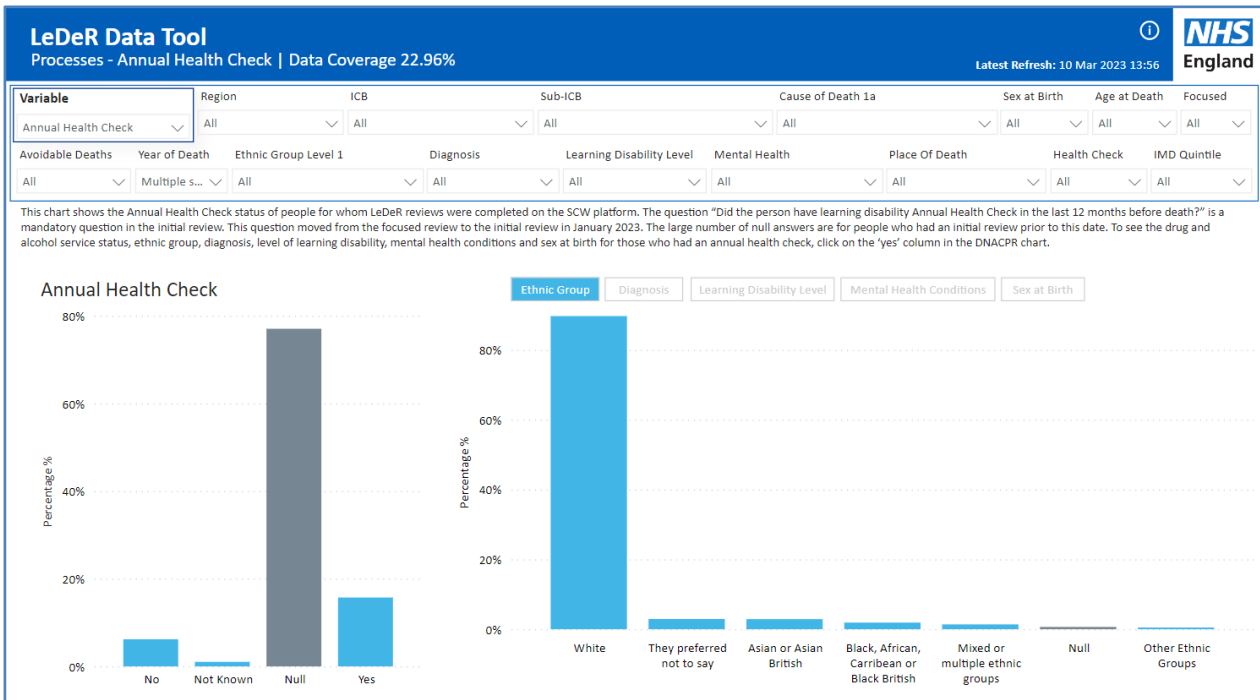 LeDeR Data Tool
Processes - Annual Health Check | Data Coverage 22.96%
Latest Refresh: 10 Mar 2023 13:56
NHS
England
Variable
Region
ICB
Sub-ICB
Cause of Death 1a
Sex at Birth
Age at Death
Focused
Annual Health Check
All
All
All
All
All
All
All
Avoidable Deaths
Year of Death
Ethnic Group Level 1
Diagnosis
Learning Disability Level
Mental Health
Place Of Death
Health Check
IMD Quintile
All
Multiple s...
All
All
All
All
All
All
All
This chart shows the Annual Health Check status of people for whom LeDeR reviews were completed on the SCW platform. The question "Did the person have learning disability Annual Health Check in the last 12 months before death?" is a
mandatory question in the initial review. This question moved from the focused review to the initial review in January 2023. The large number of null answers are for people who had an initial review prior to this date. To see the drug and
alcohol service status, ethnic group, diagnosis, level of learning disability, mental health conditions and sex at birth for those who had an annual health check, click on the 'yes' column in the DNACPR chart.
Annual Health Check
80%
60%
40%
20%
0%
Percentage %
No
Not Known
Null
Yes
Ethnic Group
Diagnosis
Learning Disability Level
Mental Health Conditions
Sex at Birth
80%
60%
40%
20%
0%
Percentage %
White
They preferred
not to say
Asian or Asian
British
Black, African,
Carribean or
Black British
Mixed or
multiple ethnic
groups
Null
Other Ethnic
Groups